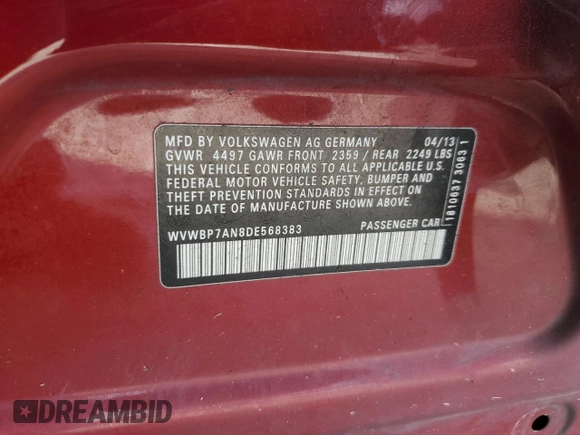 MFD BY VOLKSWAGEN AG GERMANY 04/13
GVWR 4497 GAWR FRONT 2359 / REAR 2249 LBS
THIS VEHICLE CONFORMS TO ALL APPLICABLE U.S.
FEDERAL MOTOR VEHICLE SAFETY, BUMPER AND
THEFT PREVENTION STANDARDS IN EFFECT ON THE
DATE OF MANUFACTURE SHOWN ABOVE.
WVWBP7AN8DE568383 PASSENGER CAR
1810637 30631
DREAMBID